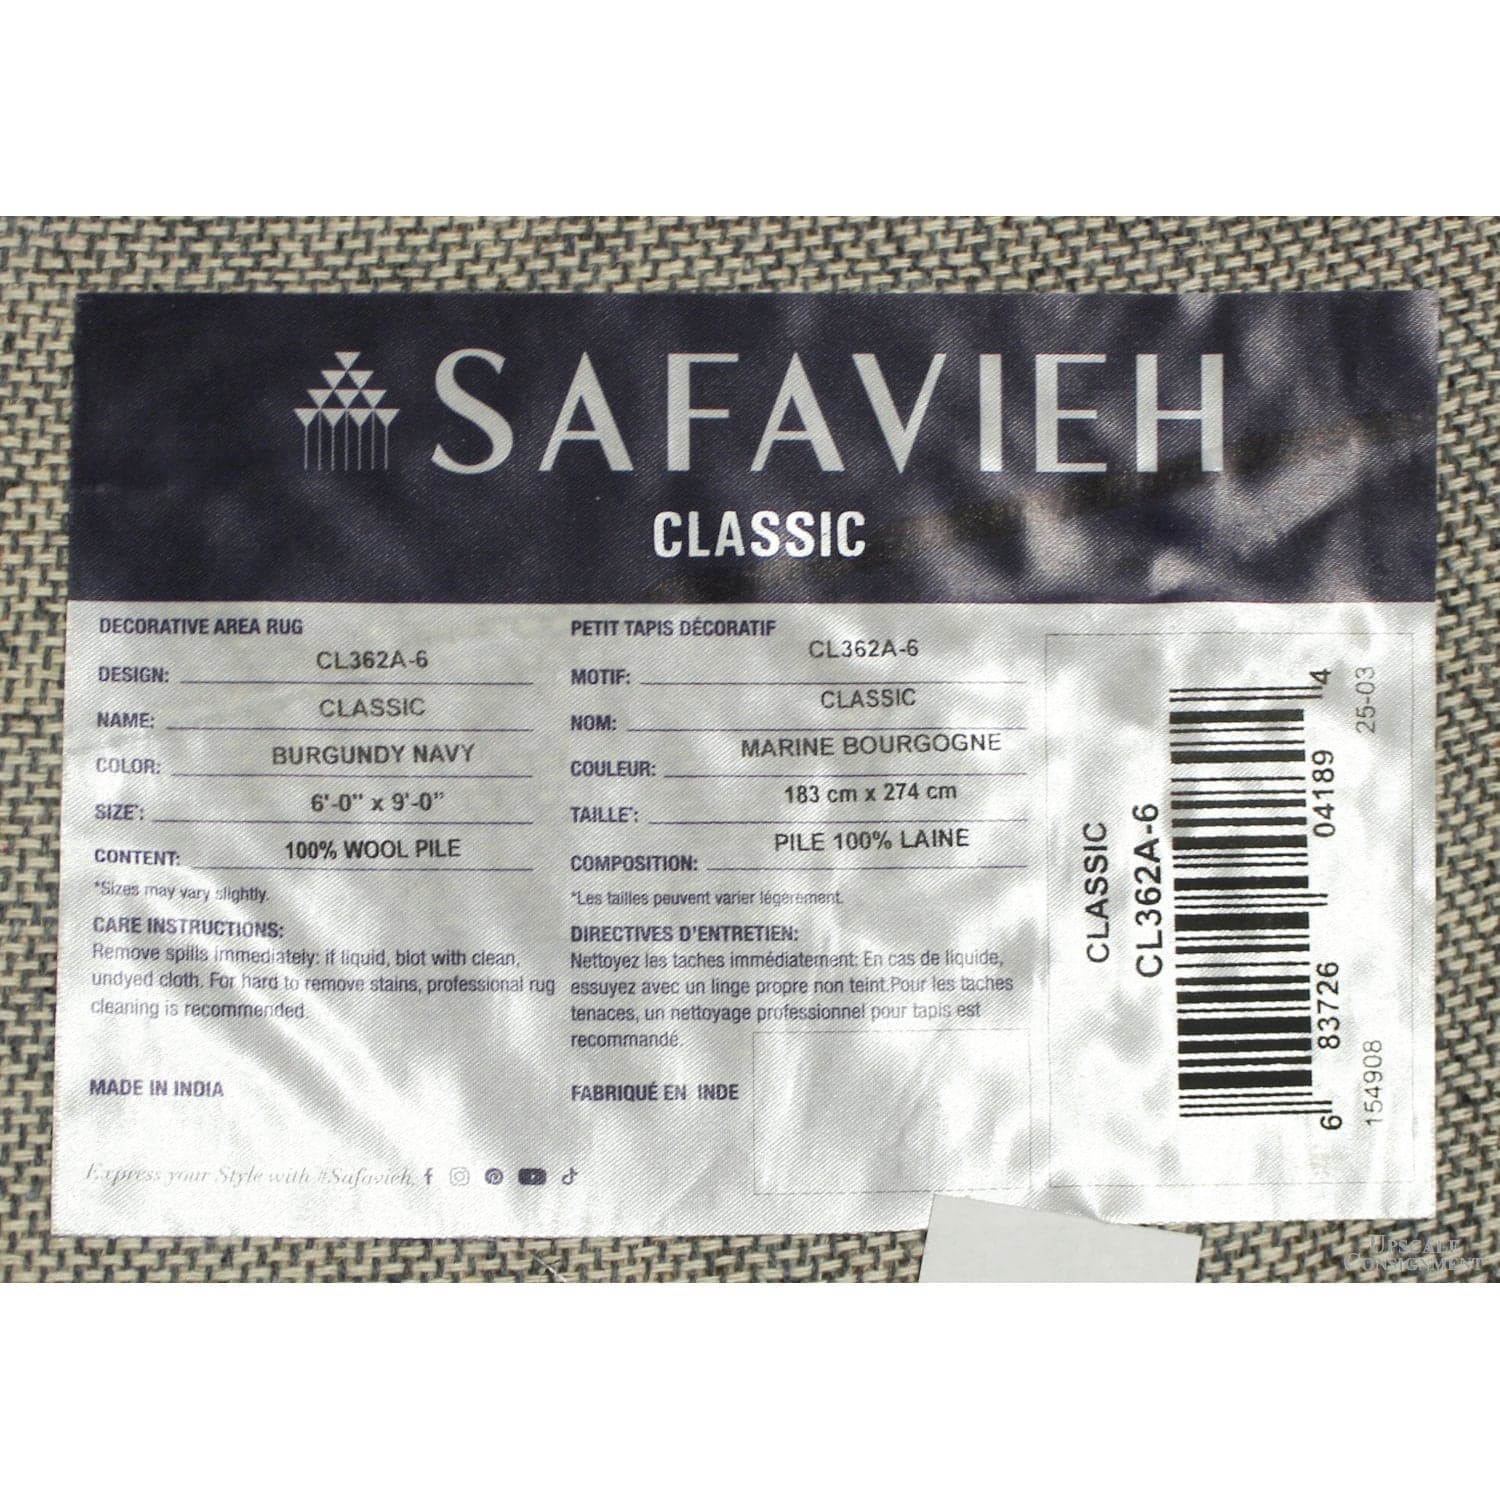 SAFAVIEH
CLASSIC
DECORATIVE AREA RUG
DESIGN: CL362A-6
NAME: CLASSIC
COLOR: BURGUNDY NAVY
SIZE*: 6'-0" x 9'-0"
CONTENT: 100% WOOL PILE
*Sizes may vary slightly.
CARE INSTRUCTIONS:
Remove spills immediately: if liquid, blot with clean,
undyed cloth. For hard to remove stains, professional rug
cleaning is recommended.
MADE IN INDIA
Express your Style with #Safavieh.
PETIT TAPIS DÉCORATIF
MOTIF: CL362A-6
NOM: CLASSIC
COULEUR: MARINE BOURGOGNE
TAILLE*: 183 cm x 274 cm
COMPOSITION: PILE 100% LAINE
*Les tailles peuvent varier légèrement.
DIRECTIVES D'ENTRETIEN:
Nettoyez les taches immédiatement: En cas de liquide,
essuyez avec un linge propre non teint.Pour les taches
tenaces, un nettoyage professionnel pour tapis est
recommandé.
FABRIQUÉ EN INDE
CLASSIC
CL362A-6
6 83726 04189 4
154908 25-03
UPSCALE
CONSIGNMENT